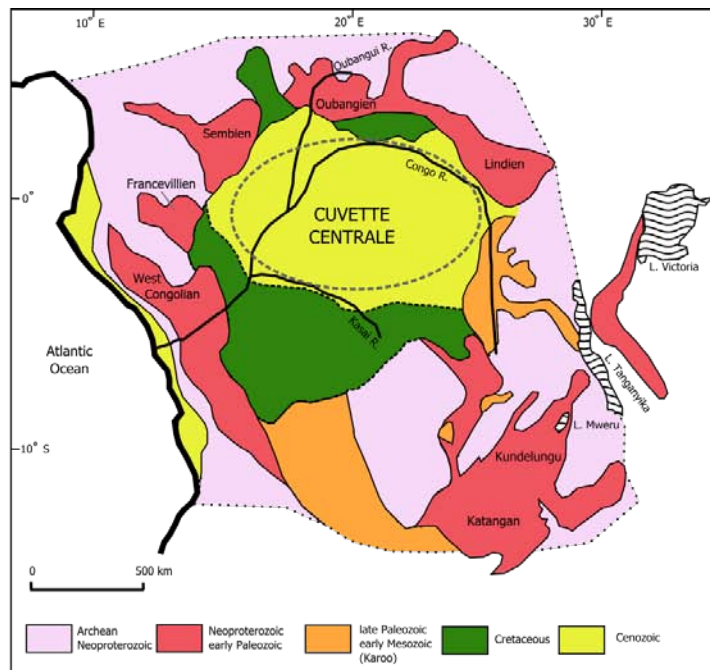 10° E
20° E
30° E
Oubangui R.
Oubangien
Sembien
Lindien
Congo R.
Francevillien
0°
CUVETTE
CENTRALE
L. Victoria
West
Congolian
Kasai R.
Atlantic
Ocean
L. Tanganyika
L. Mweru
10° S
Kundelungu
Katangan
0
500 km
Archean
Neoproterozoic
Neoproterozoic
early Paleozoic
late Paleozoic
early Mesozoic
(Karoo)
Cretaceous
Cenozoic